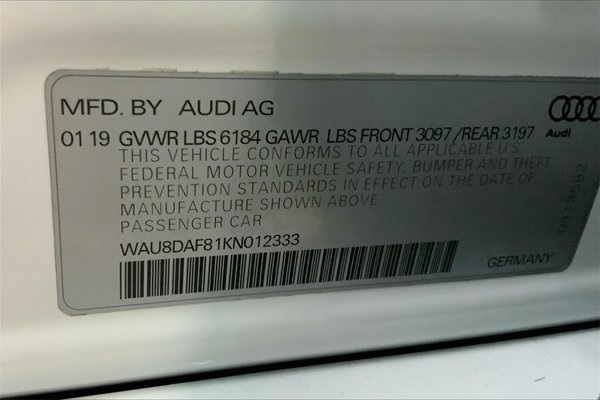 MFD. BY AUDI AG
01 19 GVWR LBS 6184 GAWR LBS FRONT 3097 /REAR 3197
Audi
THIS VEHICLE CONFORMS TO ALL APPLICABLE U.S.
FEDERAL MOTOR VEHICLE SAFETY, BUMPER AND THEFT
PREVENTION STANDARDS IN EFFECT ON THE DATE OF
MANUFACTURE SHOWN ABOVE
PASSENGER CAR
WAU8DAF81KN012333
GERMANY